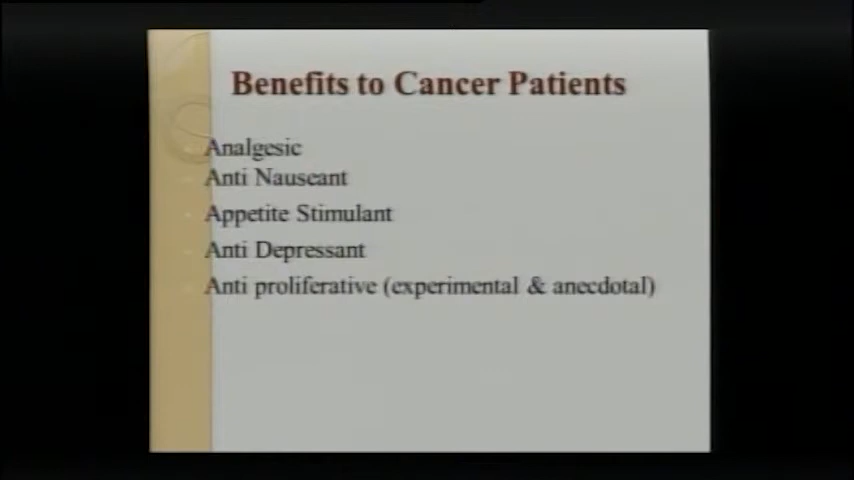 Benefits to Cancer Patients
Analgesic
Anti Nauseant
Appetite Stimulant
Anti Depressant
Anti proliferative (experimental & anecdotal)